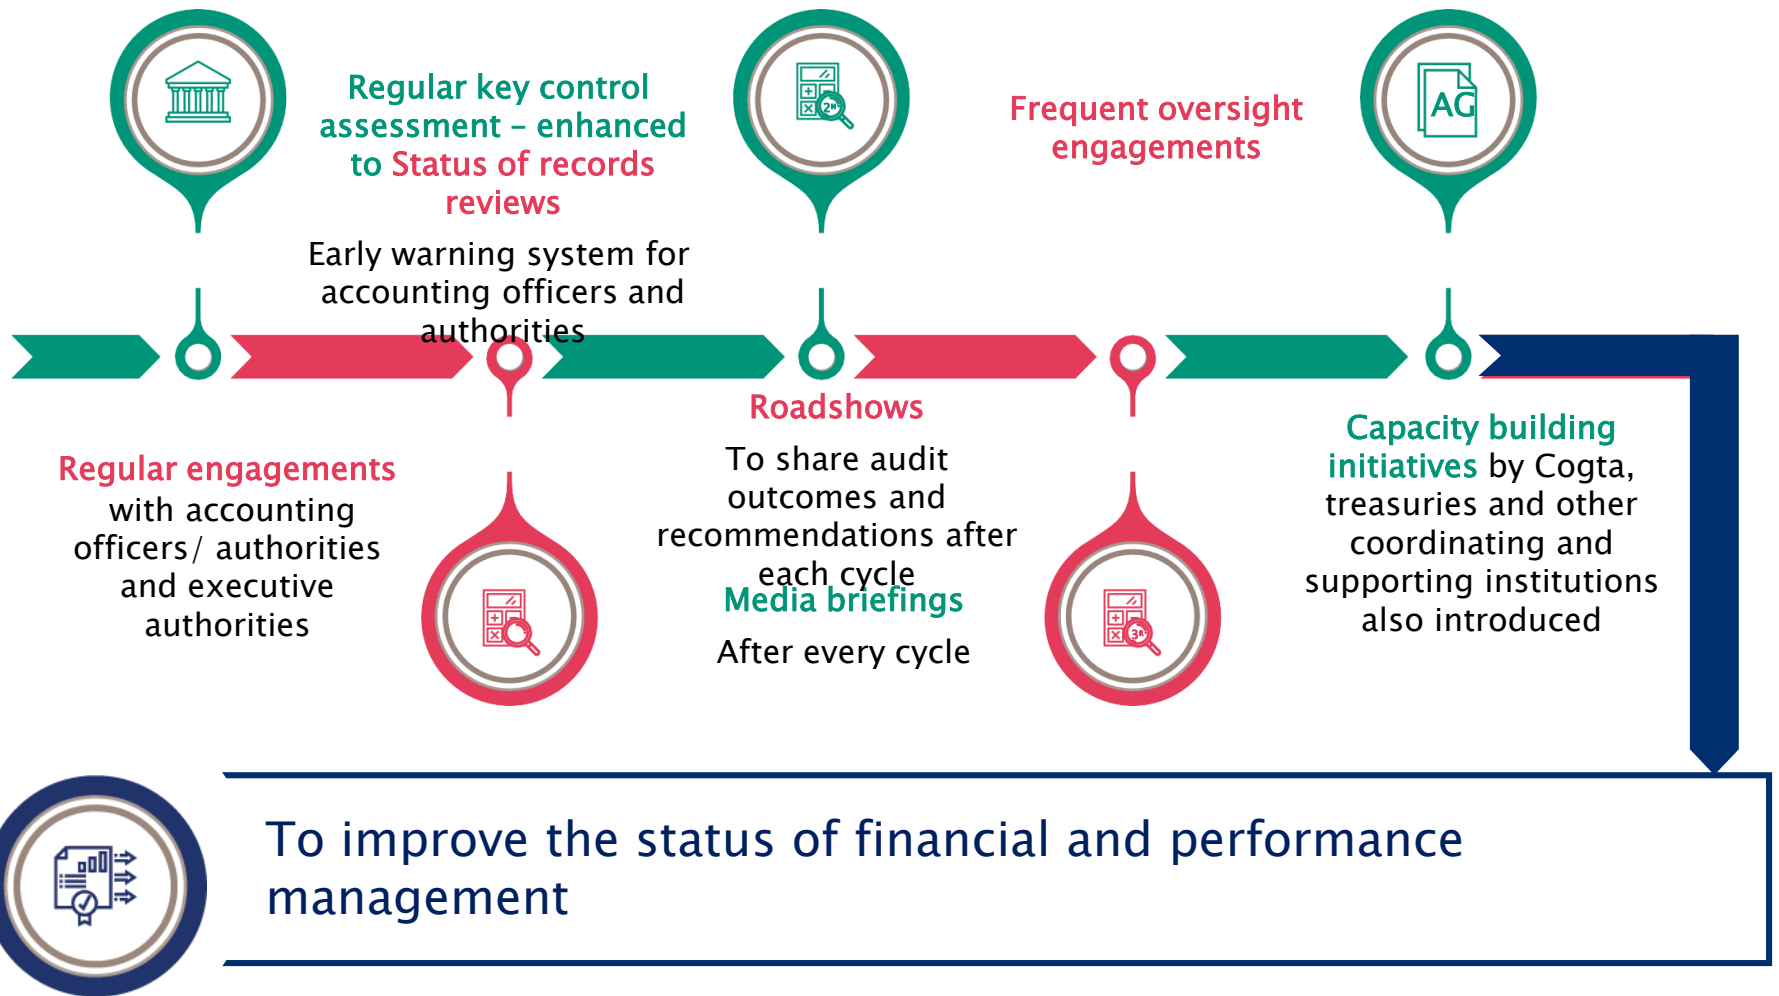 Regular key control
assessment – enhanced
to Status of records
reviews
Early warning system for
accounting officers and
authorities
Frequent oversight
engagements
AG
2ND
Regular engagements
with accounting
officers/ authorities
and executive
authorities
Roadshows
To share audit
outcomes and
recommendations after
each cycle
Media briefings
After every cycle
Capacity building
initiatives by Cogta,
treasuries and other
coordinating and
supporting institutions
also introduced
To improve the status of financial and performance
management